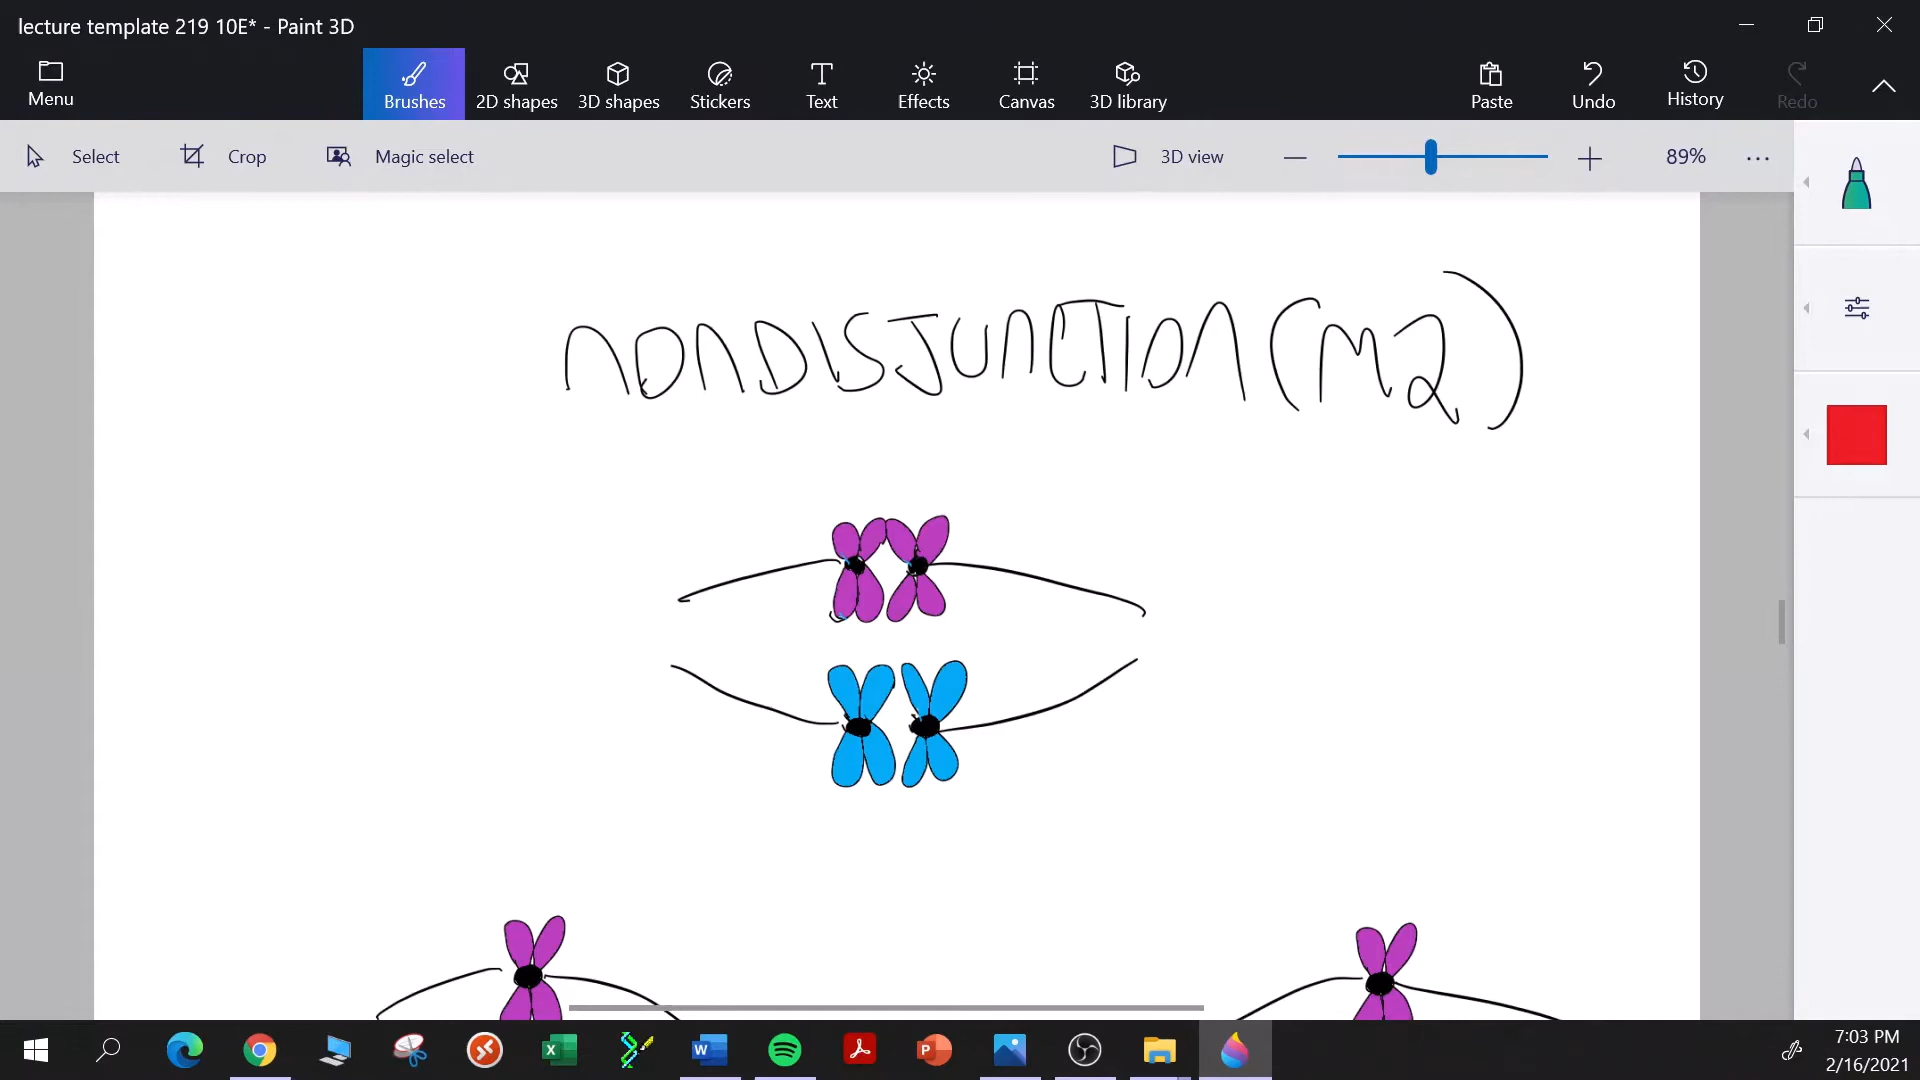 lecture template 219 10E* - Paint 3D
Menu
Brushes
2D shapes
3D shapes
Stickers
Text
Effects
Canvas
3D library
Paste
Undo
History
Redo
Select
Crop
Magic select
3D view
89%
NONDISJUNCTION (M2)
7:03 PM
2/16/2021